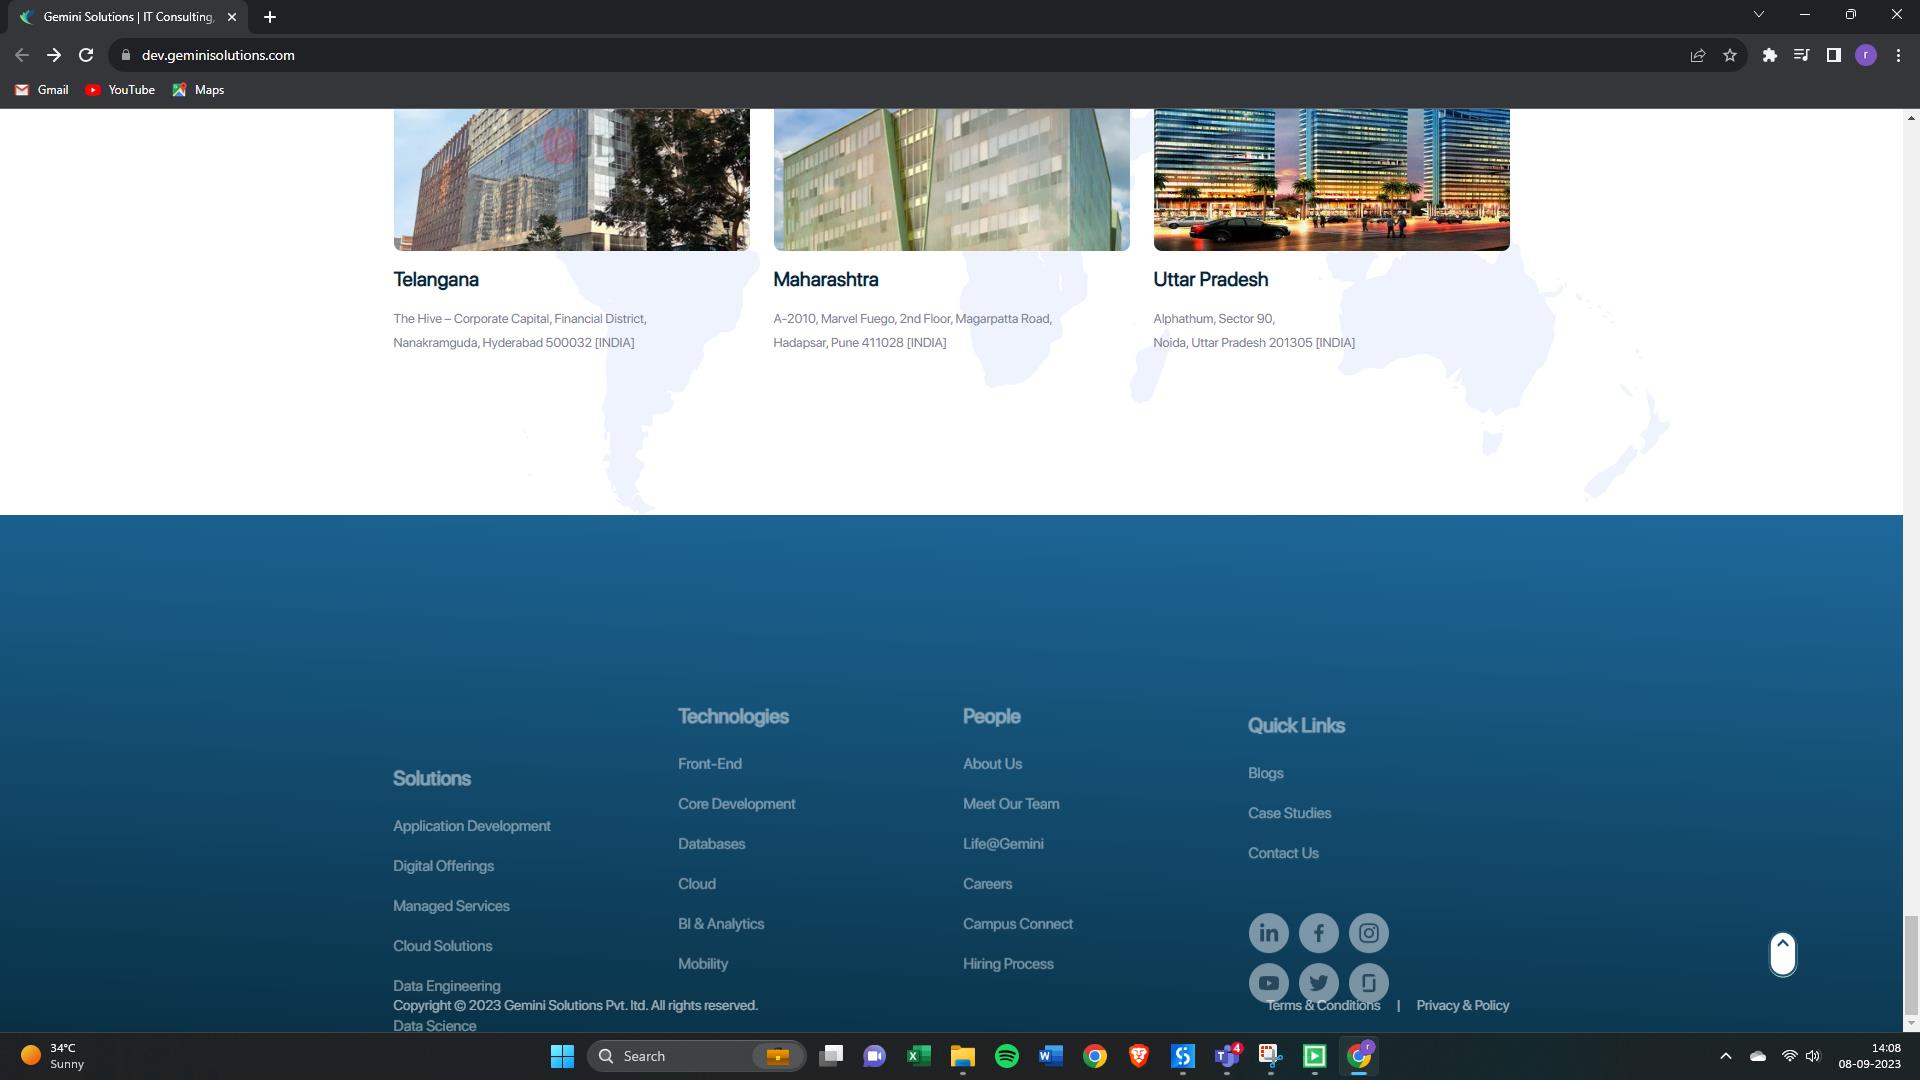 Gemini Solutions | IT Consulting,
dev.geminisolutions.com
r
Gmail
YouTube
Maps
Telangana
The Hive – Corporate Capital, Financial District,
Nanakramguda, Hyderabad 500032 [INDIA]
Maharashtra
A-2010, Marvel Fuego, 2nd Floor, Magarpatta Road,
Hadapsar, Pune 411028 [INDIA]
Uttar Pradesh
Alphathum, Sector 90,
Noida, Uttar Pradesh 201305 [INDIA]
Solutions
Application Development
Digital Offerings
Managed Services
Cloud Solutions
Data Engineering
Data Science
Technologies
Front-End
Core Development
Databases
Cloud
BI & Analytics
Mobility
People
About Us
Meet Our Team
Life@Gemini
Careers
Campus Connect
Hiring Process
Quick Links
Blogs
Case Studies
Contact Us
Copyright © 2023 Gemini Solutions Pvt. ltd. All rights reserved.
Terms & Conditions | Privacy & Policy
34°C
Sunny
Search
4
r
14:08
08-09-2023